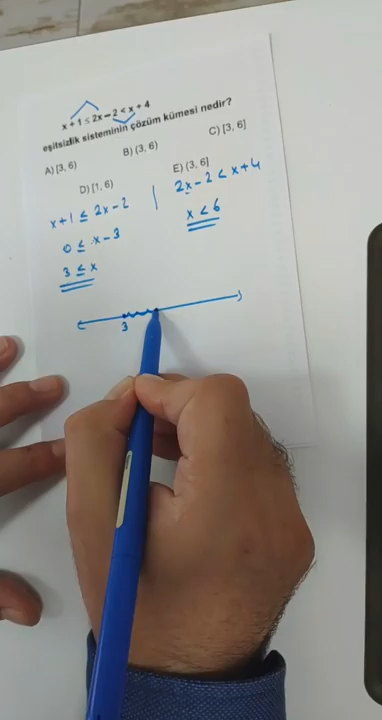 x + 1 ≤ 2x − 2 < x + 4
eşitsizlik sisteminin çözüm kümesi nedir?
A) [3, 6)
B) (3, 6)
C) [3, 6]
D) [1, 6)
E) (3, 6]
x+1 ≤ 2x-2
0 ≤ x-3
3 ≤ x
2x-2 < x+4
x < 6
3